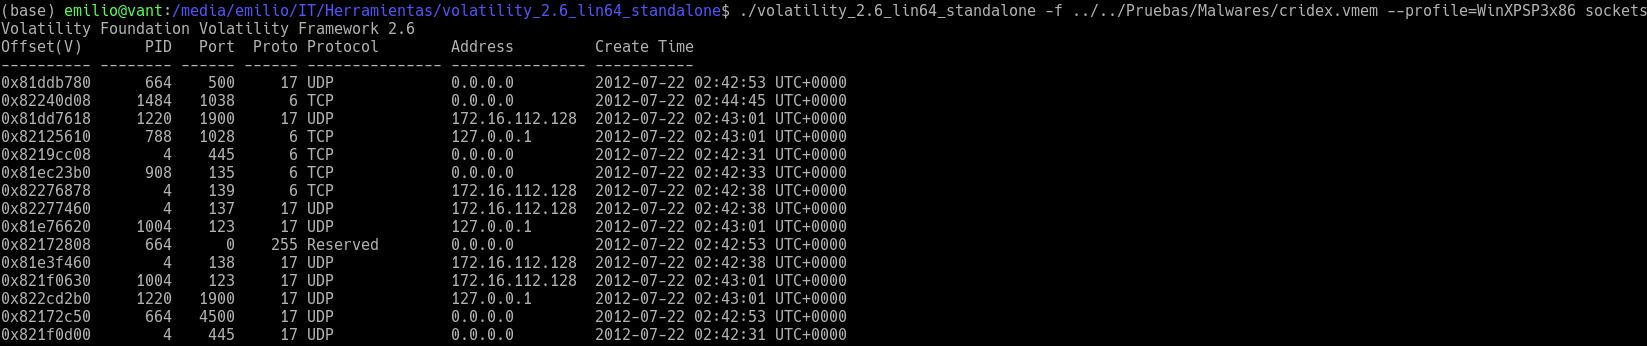 (base) emilio@vant:/media/emilio/IT/Herramientas/volatility_2.6_lin64_standalone$ ./volatility_2.6_lin64_standalone -f ../../Pruebas/Malwares/cridex.vmem --profile=WinXPSP3x86 sockets
Volatility Foundation Volatility Framework 2.6
Offset(V)       PID   Port  Proto Protocol        Address         Create Time
---------- -------- ------ ------ --------------- --------------- -----------
0x81ddb780      664    500     17 UDP             0.0.0.0         2012-07-22 02:42:53 UTC+0000
0x82240d08     1484   1038      6 TCP             0.0.0.0         2012-07-22 02:44:45 UTC+0000
0x81dd7618     1220   1900     17 UDP             172.16.112.128  2012-07-22 02:43:01 UTC+0000
0x82125610      788   1028      6 TCP             127.0.0.1       2012-07-22 02:43:01 UTC+0000
0x8219cc08        4    445      6 TCP             0.0.0.0         2012-07-22 02:42:31 UTC+0000
0x81ec23b0      908    135      6 TCP             0.0.0.0         2012-07-22 02:42:33 UTC+0000
0x82276878        4    139      6 TCP             172.16.112.128  2012-07-22 02:42:38 UTC+0000
0x82277460        4    137     17 UDP             172.16.112.128  2012-07-22 02:42:38 UTC+0000
0x81e76620     1004    123     17 UDP             127.0.0.1       2012-07-22 02:43:01 UTC+0000
0x82172808      664      0    255 Reserved        0.0.0.0         2012-07-22 02:42:53 UTC+0000
0x81e3f460        4    138     17 UDP             172.16.112.128  2012-07-22 02:42:38 UTC+0000
0x821f0630     1004    123     17 UDP             172.16.112.128  2012-07-22 02:43:01 UTC+0000
0x822cd2b0     1220   1900     17 UDP             127.0.0.1       2012-07-22 02:43:01 UTC+0000
0x82172c50      664   4500     17 UDP             0.0.0.0         2012-07-22 02:42:53 UTC+0000
0x821f0d00        4    445     17 UDP             0.0.0.0         2012-07-22 02:42:31 UTC+0000